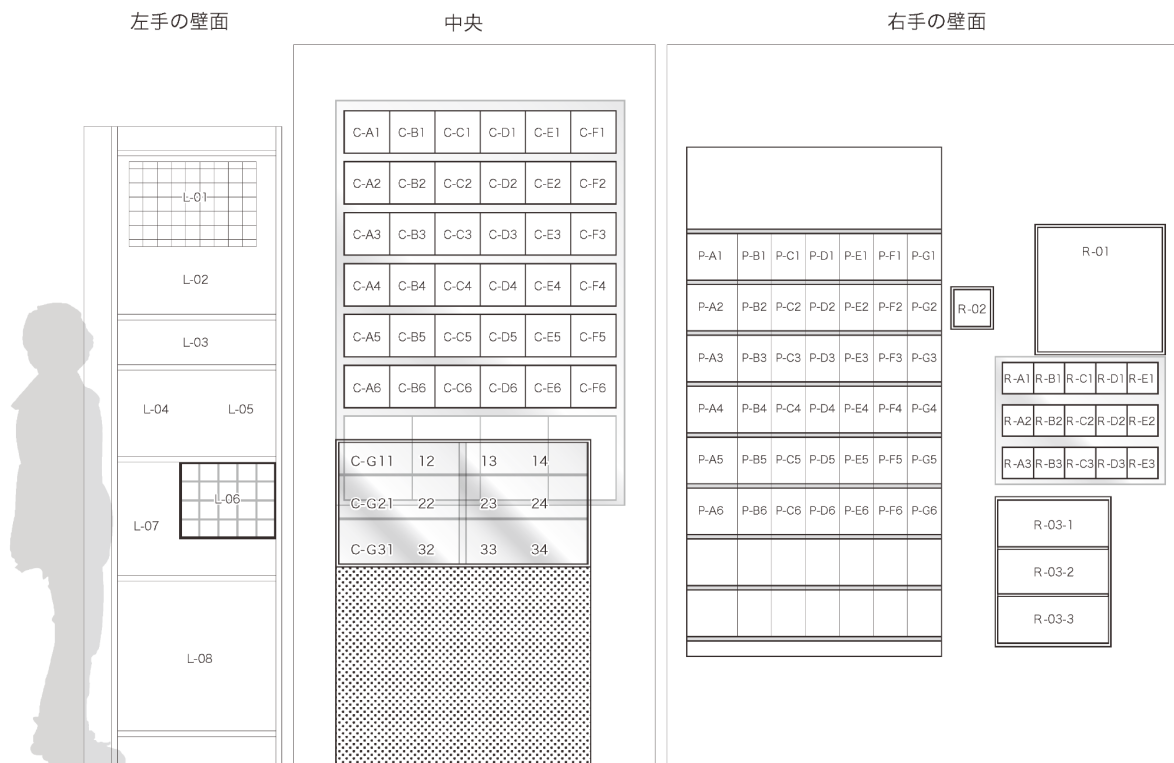 左手の壁面
中央
右手の壁面
L-01
L-02
L-03
L-04 L-05
L-06
L-07
L-08
C-A1 C-B1 C-C1 C-D1 C-E1 C-F1
C-A2 C-B2 C-C2 C-D2 C-E2 C-F2
C-A3 C-B3 C-C3 C-D3 C-E3 C-F3
C-A4 C-B4 C-C4 C-D4 C-E4 C-F4
C-A5 C-B5 C-C5 C-D5 C-E5 C-F5
C-A6 C-B6 C-C6 C-D6 C-E6 C-F6
C-G11 12 13 14
C-G21 22 23 24
C-G31 32 33 34
P-A1 P-B1 P-C1 P-D1 P-E1 P-F1 P-G1
P-A2 P-B2 P-C2 P-D2 P-E2 P-F2 P-G2
P-A3 P-B3 P-C3 P-D3 P-E3 P-F3 P-G3
P-A4 P-B4 P-C4 P-D4 P-E4 P-F4 P-G4
P-A5 P-B5 P-C5 P-D5 P-E5 P-F5 P-G5
P-A6 P-B6 P-C6 P-D6 P-E6 P-F6 P-G6
R-01
R-02
R-A1 R-B1 R-C1 R-D1 R-E1
R-A2 R-B2 R-C2 R-D2 R-E2
R-A3 R-B3 R-C3 R-D3 R-E3
R-03-1
R-03-2
R-03-3